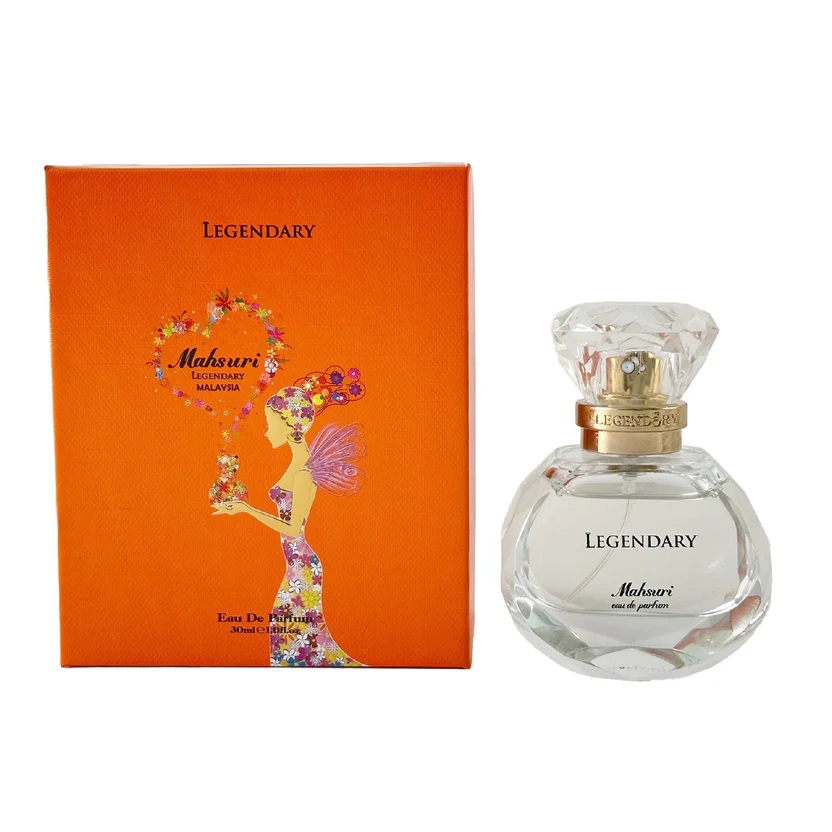 LEGENDARY
Mahsuri
LEGENDARY
MALAYSIA
Eau De Parfum
30ml e 1.0fl.oz
LEGENDARY
LEGENDARY
Mahsuri
eau de parfum